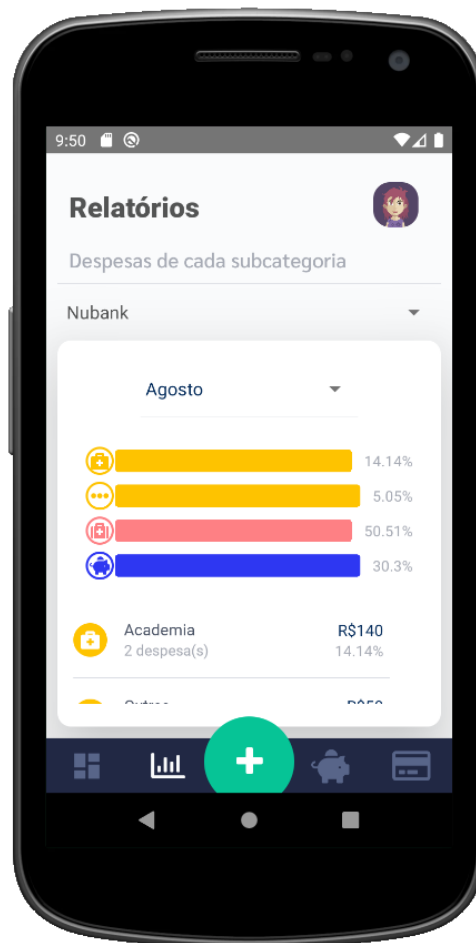 9:50
Relatórios
Despesas de cada subcategoria
Nubank
Agosto
14.14%
5.05%
50.51%
30.3%
Academia R$140
2 despesa(s) 14.14%